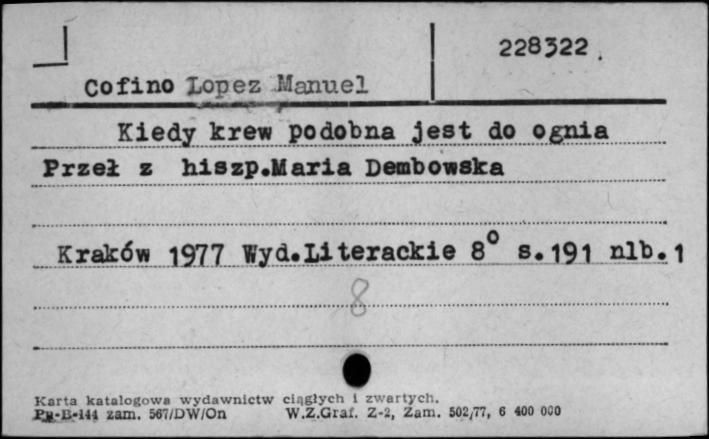 228322.
Cofino Lopez Manuel
Kiedy krew podobna jest do ognia
Przeł z hiszp.Maria Dembowska
Kraków 1977 Wyd.Literackie 8° s.191 nlb.1
8
Karta katalogowa wydawnictw ciągłych i zwartych.
Pu-B-144 zam. 567/DW/On W.Z.Graf. Z-2, Zam. 502/77, 6 400 000